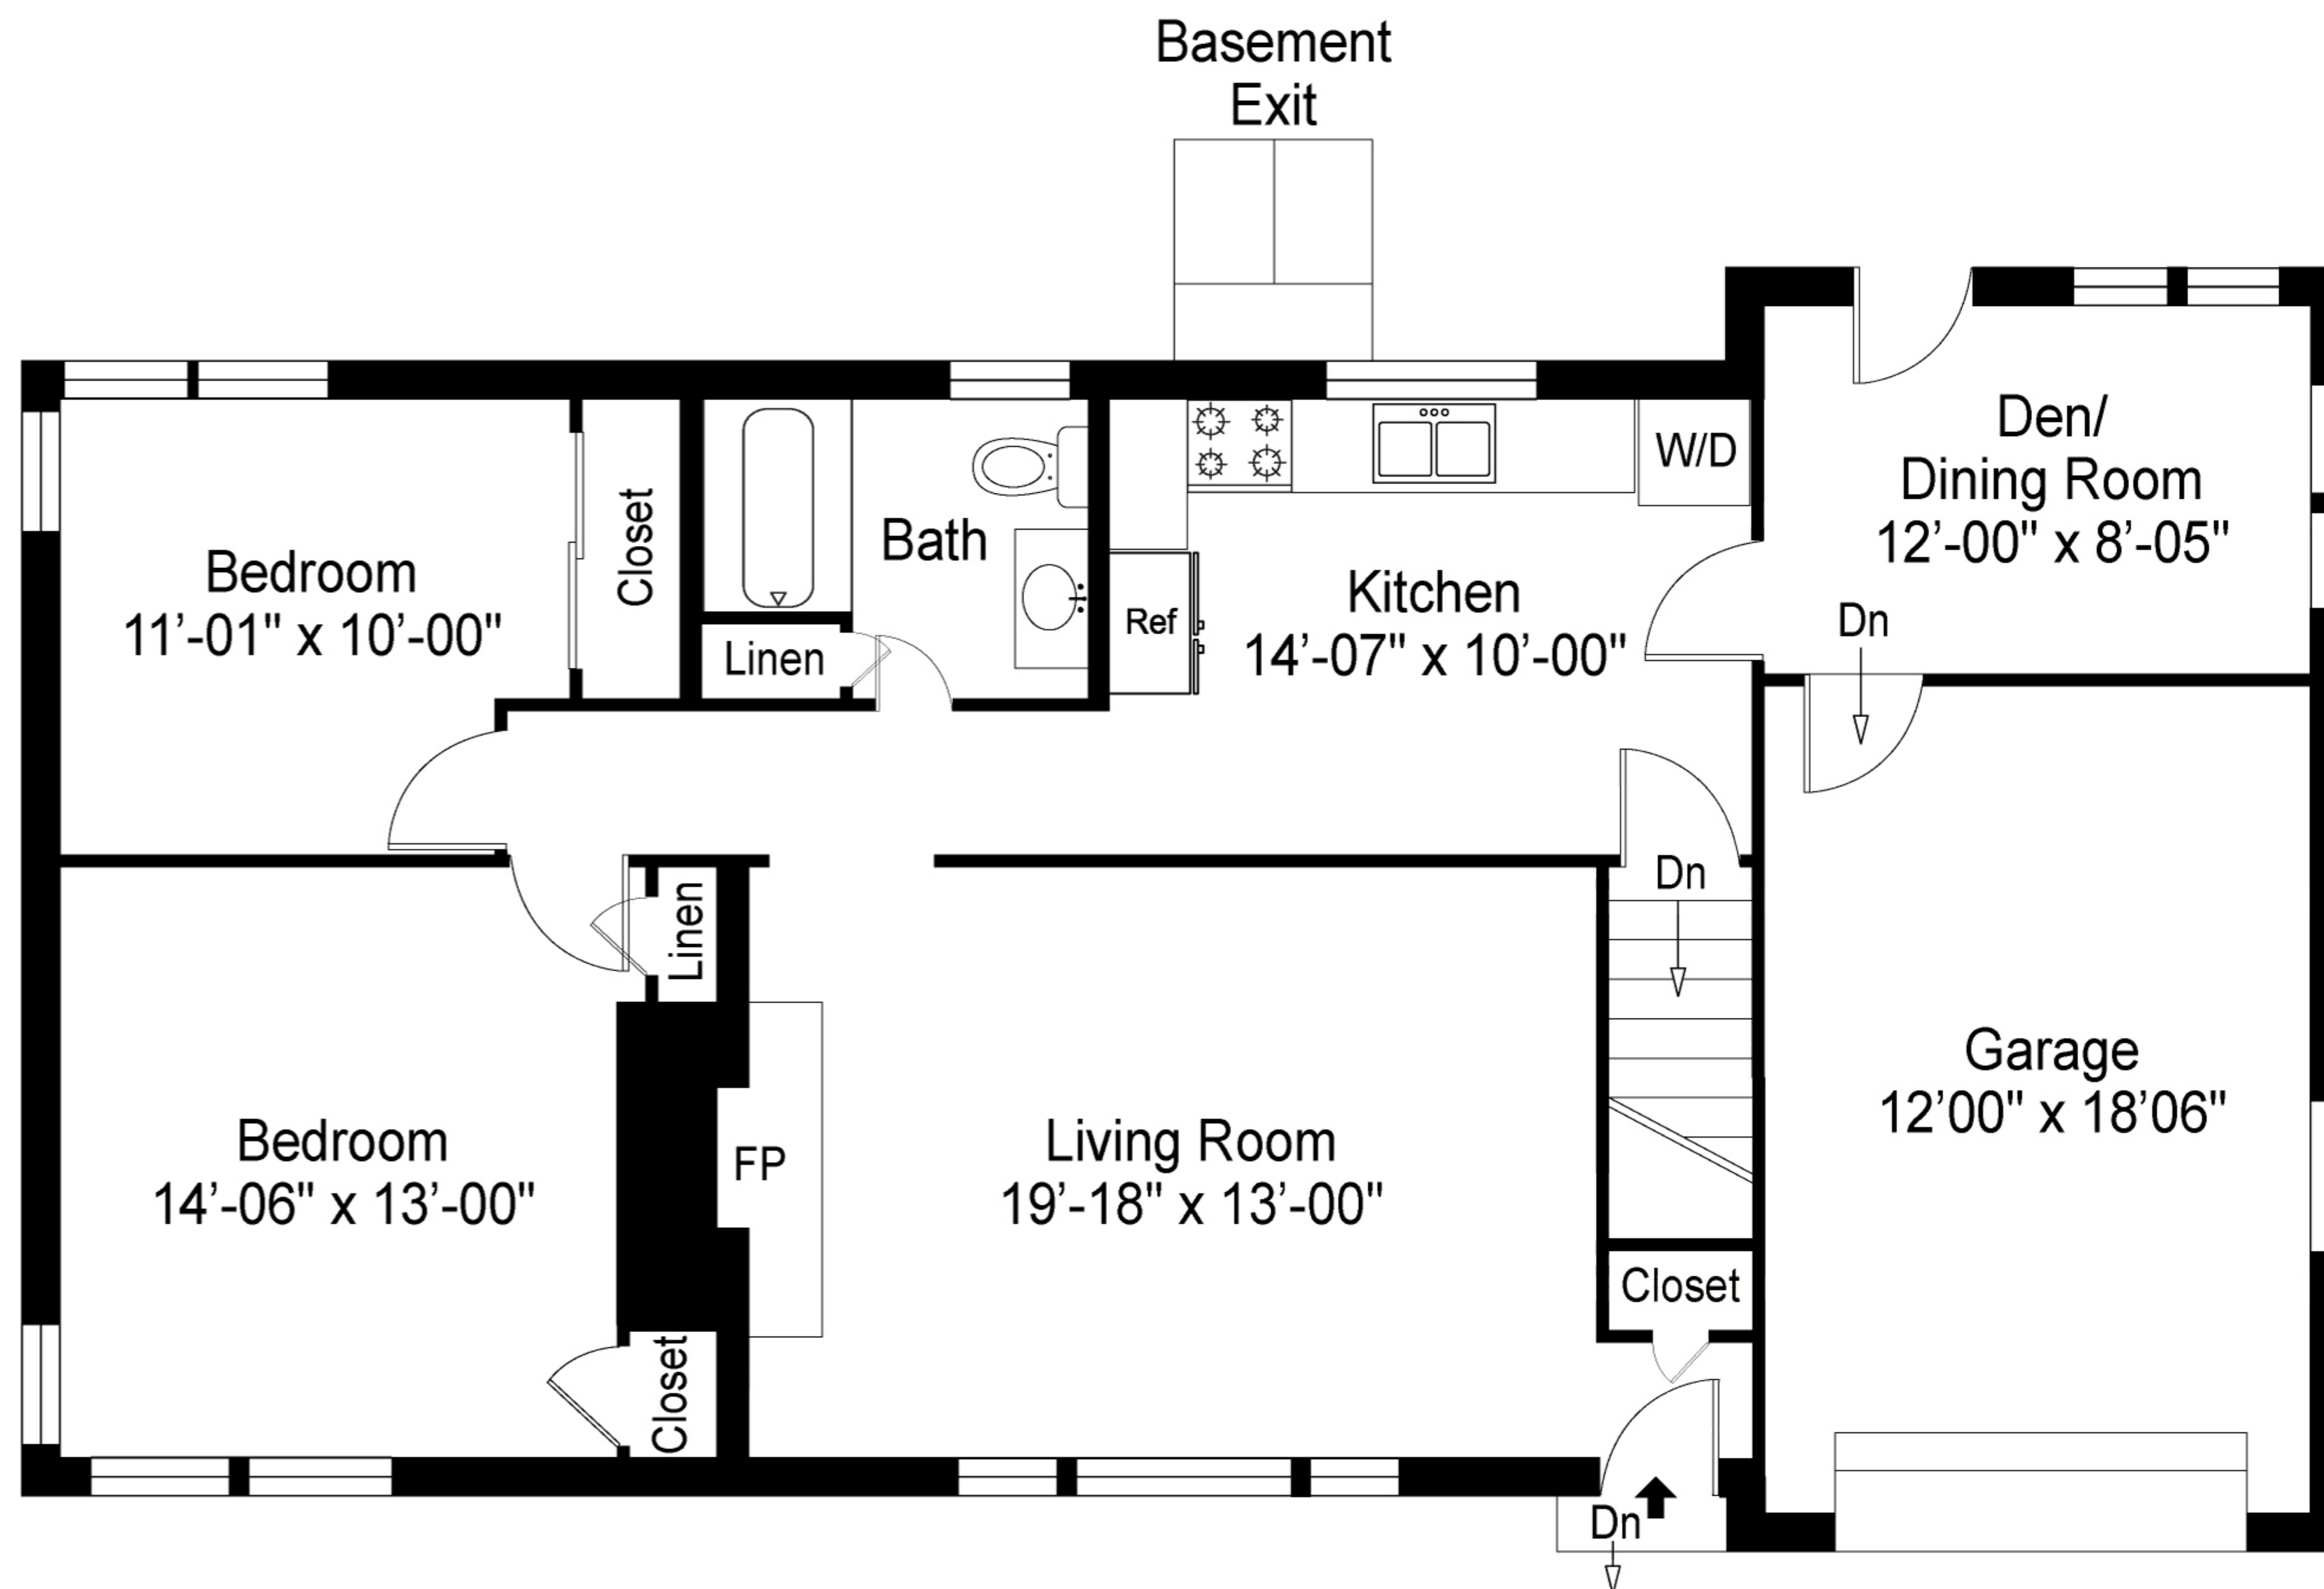 Basement
Exit
Den/
Dining Room
12'-00" x 8'-05"
Dn
Bedroom
11'-01" x 10'-00"
Closet
Bath
Linen
Ref
Kitchen
14'-07" x 10'-00"
W/D
Dn
Linen
Bedroom
14'-06" x 13'-00"
FP
Living Room
19'-18" x 13'-00"
Garage
12'00" x 18'06"
Closet
Closet
Dn